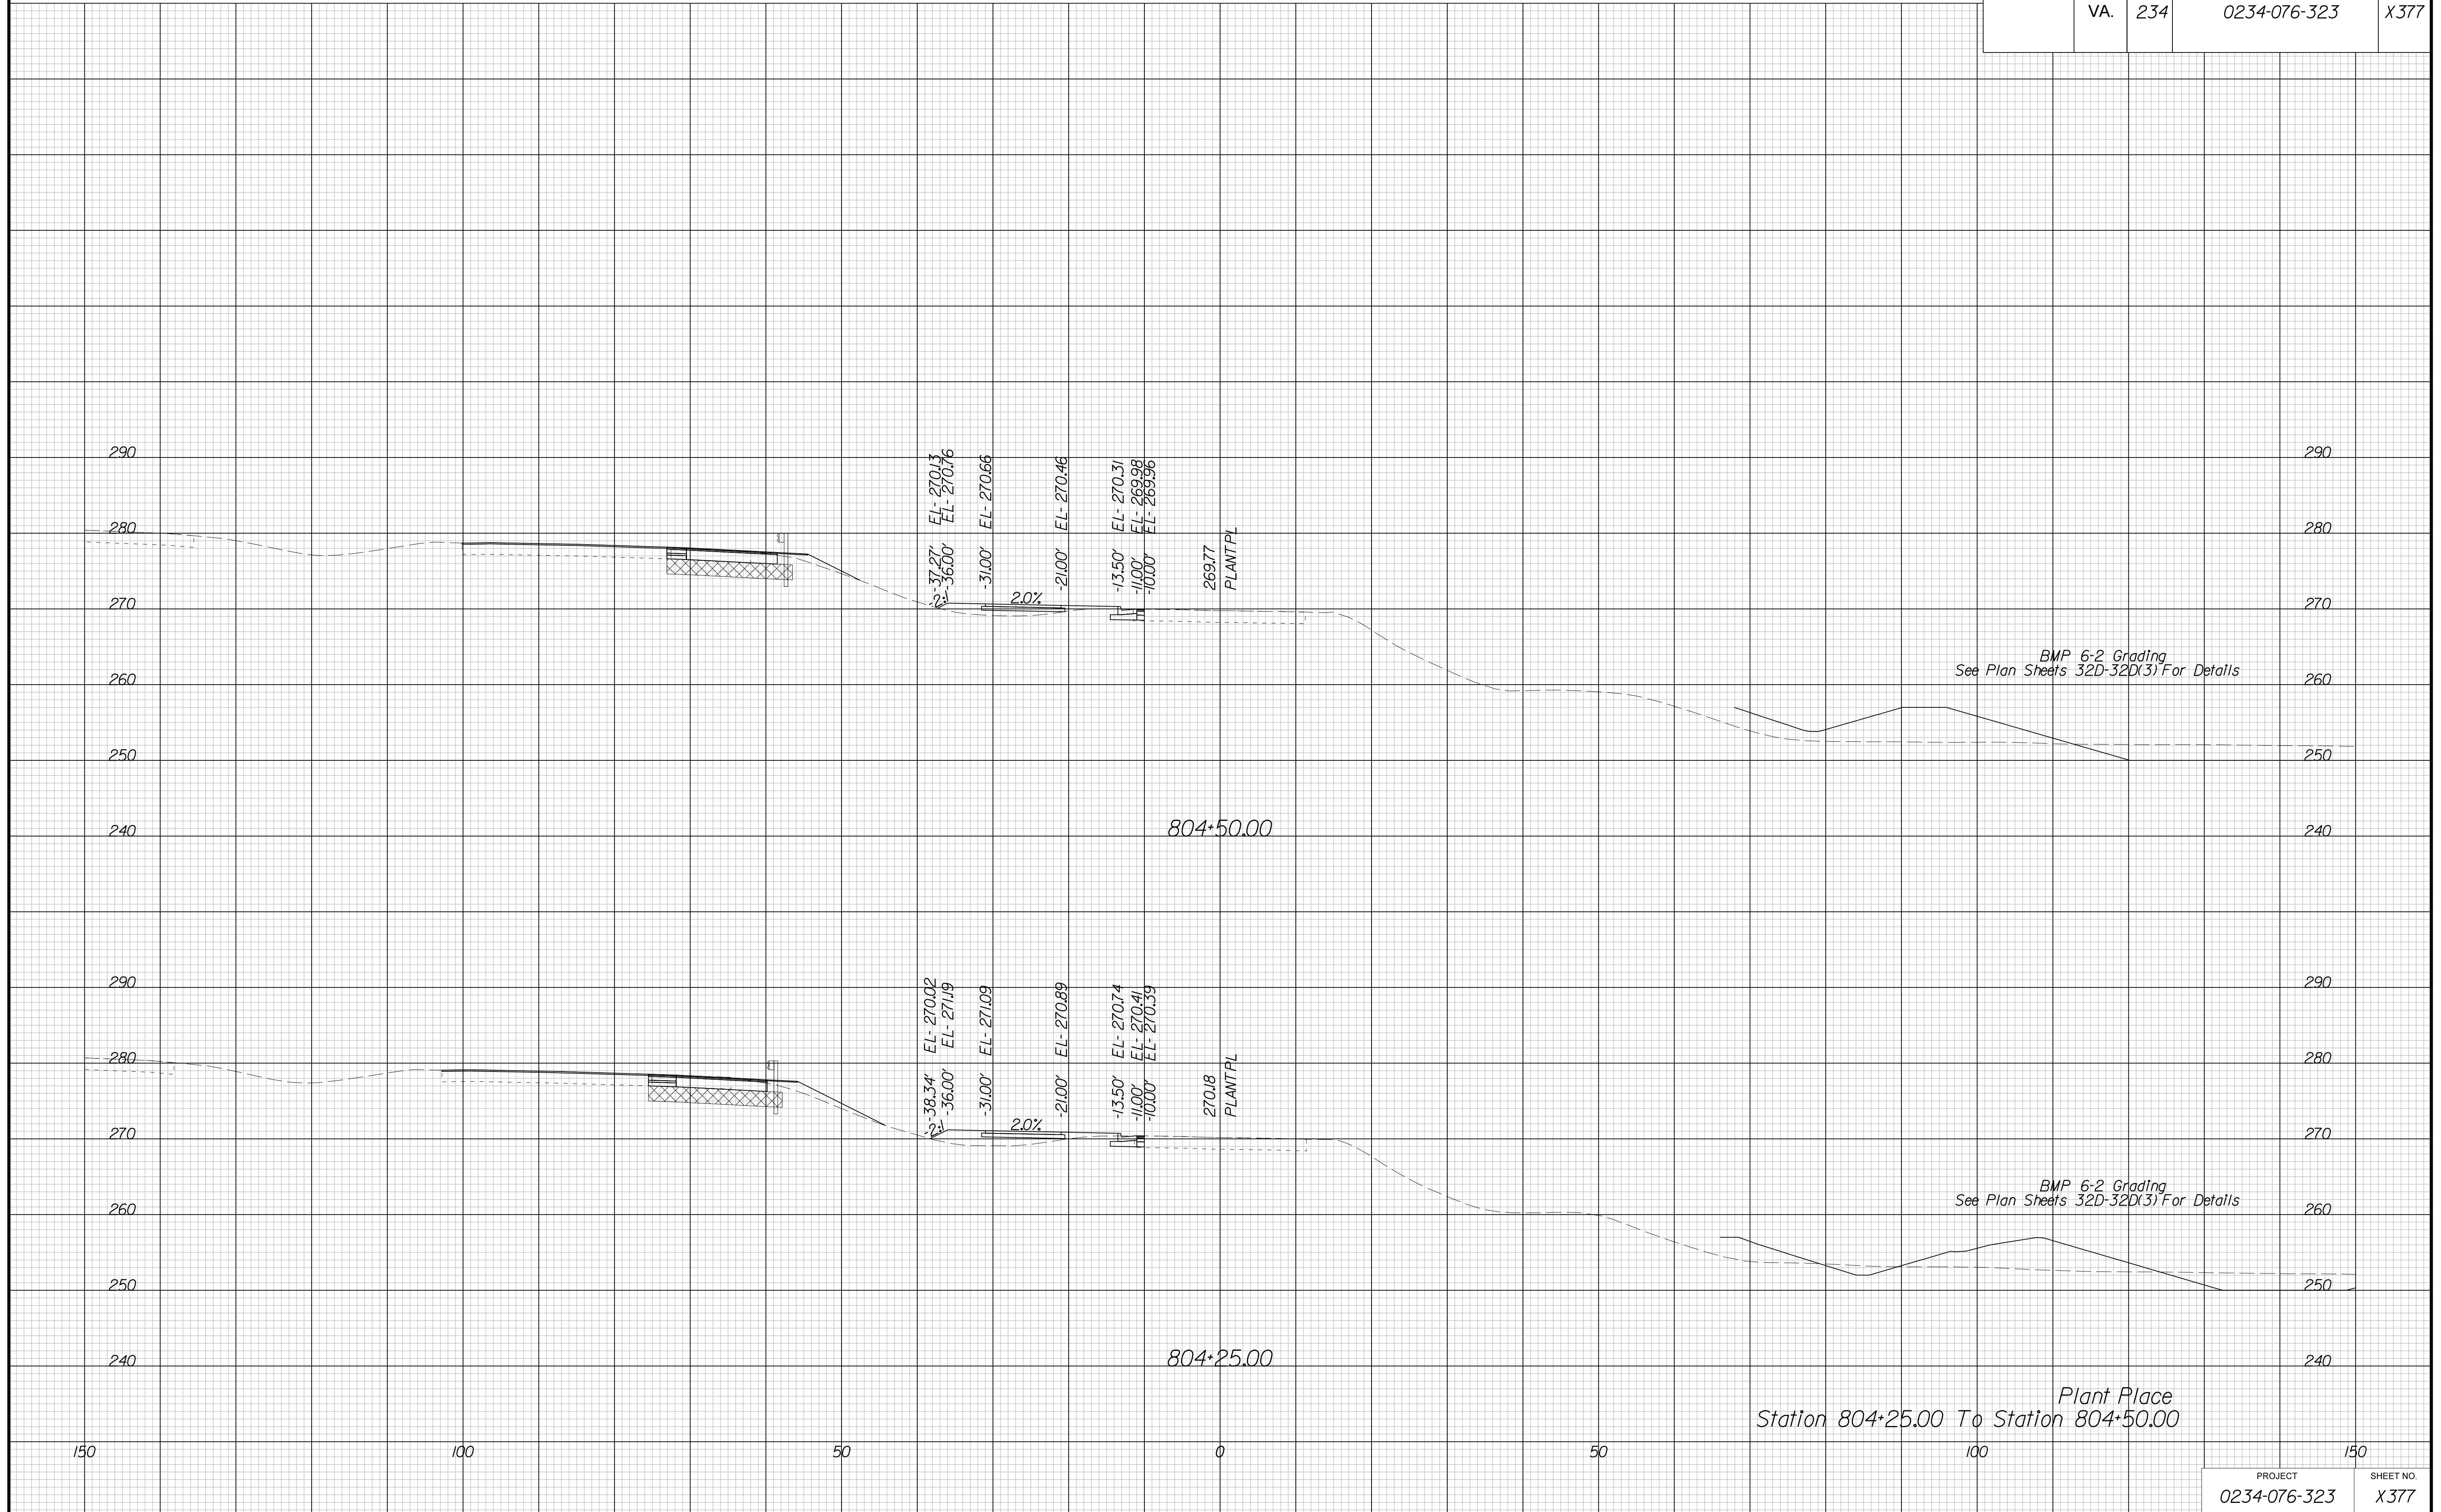 VA. 234 0234-076-323 X377
290 290
-37.27' EL- 270.13
-36.00' EL- 270.76
-31.00' EL- 270.66
-21.00' EL- 270.46
-13.50' EL- 270.31
-11.00' EL- 269.98
-10.00' EL- 269.96
269.77
PLANTPL
280 280
-2:1
2.0%
270 270
BMP 6-2 Grading
See Plan Sheets 32D-32D(3) For Details
260 260
250 250
240 240
804+50.00
290 290
-38.34' EL- 270.02
-36.00' EL- 271.19
-31.00' EL- 271.09
-21.00' EL- 270.89
-13.50' EL- 270.74
-11.00' EL- 270.41
-10.00' EL- 270.39
270.18
PLANTPL
280 280
-2:1
2.0%
270 270
BMP 6-2 Grading
See Plan Sheets 32D-32D(3) For Details
260 260
250 250
240 240
804+25.00
Plant Place
Station 804+25.00 To Station 804+50.00
150 100 50 0 50 100 150
PROJECT SHEET NO.
0234-076-323 X377